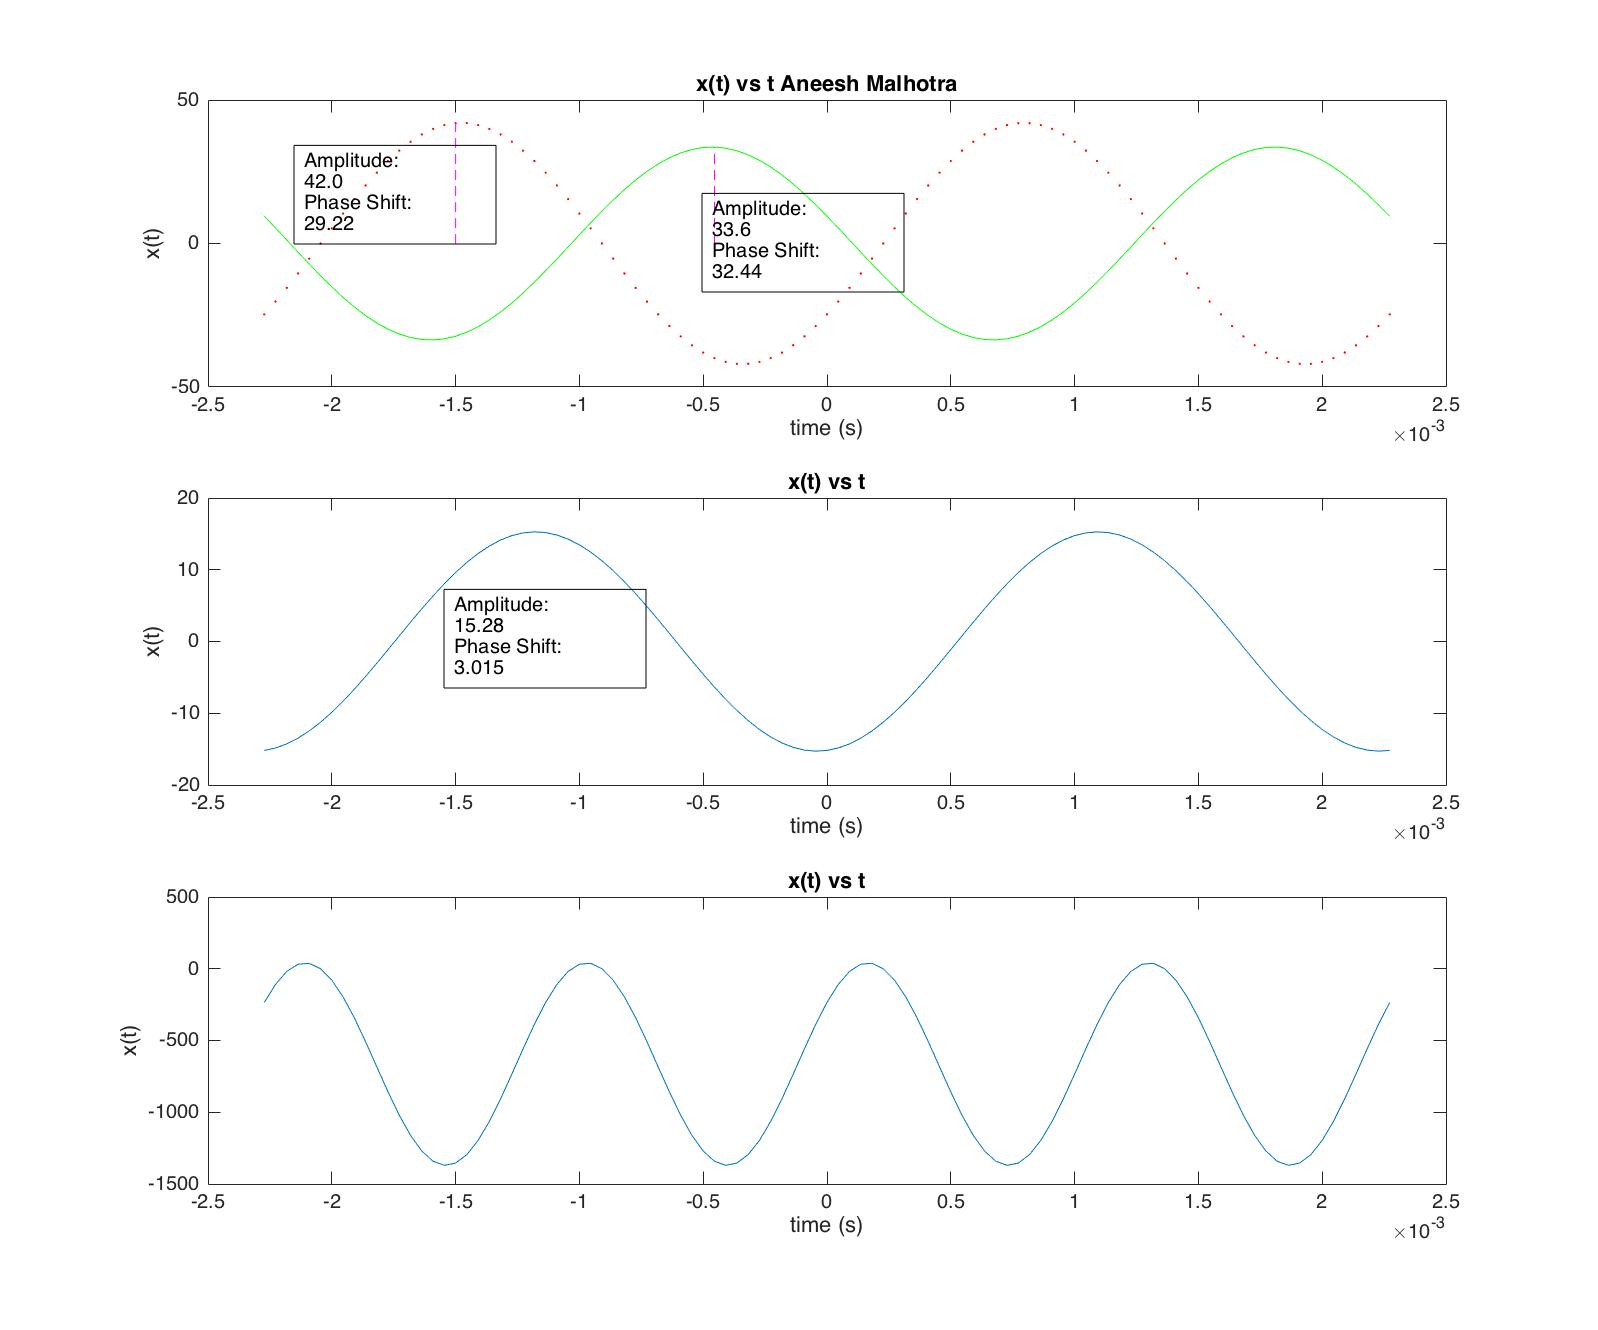 x(t) vs t Aneesh Malhotra
50
0
-50
x(t)
Amplitude:
42.0
Phase Shift:
29.22
Amplitude:
33.6
Phase Shift:
32.44
-2.5 -2 -1.5 -1 -0.5 0 0.5 1 1.5 2 2.5
time (s)
×10⁻³
x(t) vs t
20
10
0
-10
-20
x(t)
Amplitude:
15.28
Phase Shift:
3.015
-2.5 -2 -1.5 -1 -0.5 0 0.5 1 1.5 2 2.5
time (s)
×10⁻³
x(t) vs t
500
0
-500
-1000
-1500
x(t)
-2.5 -2 -1.5 -1 -0.5 0 0.5 1 1.5 2 2.5
time (s)
×10⁻³